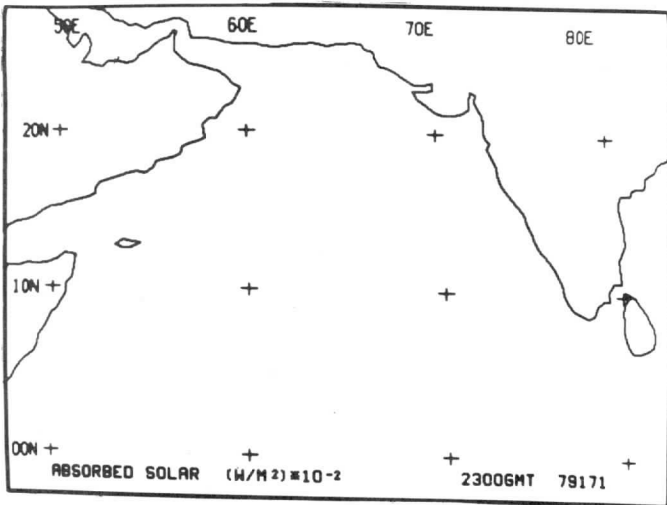 50E 60E 70E 80E
20N
10N
00N
ABSORBED SOLAR (W/M2)*10-2 2300GMT 79171